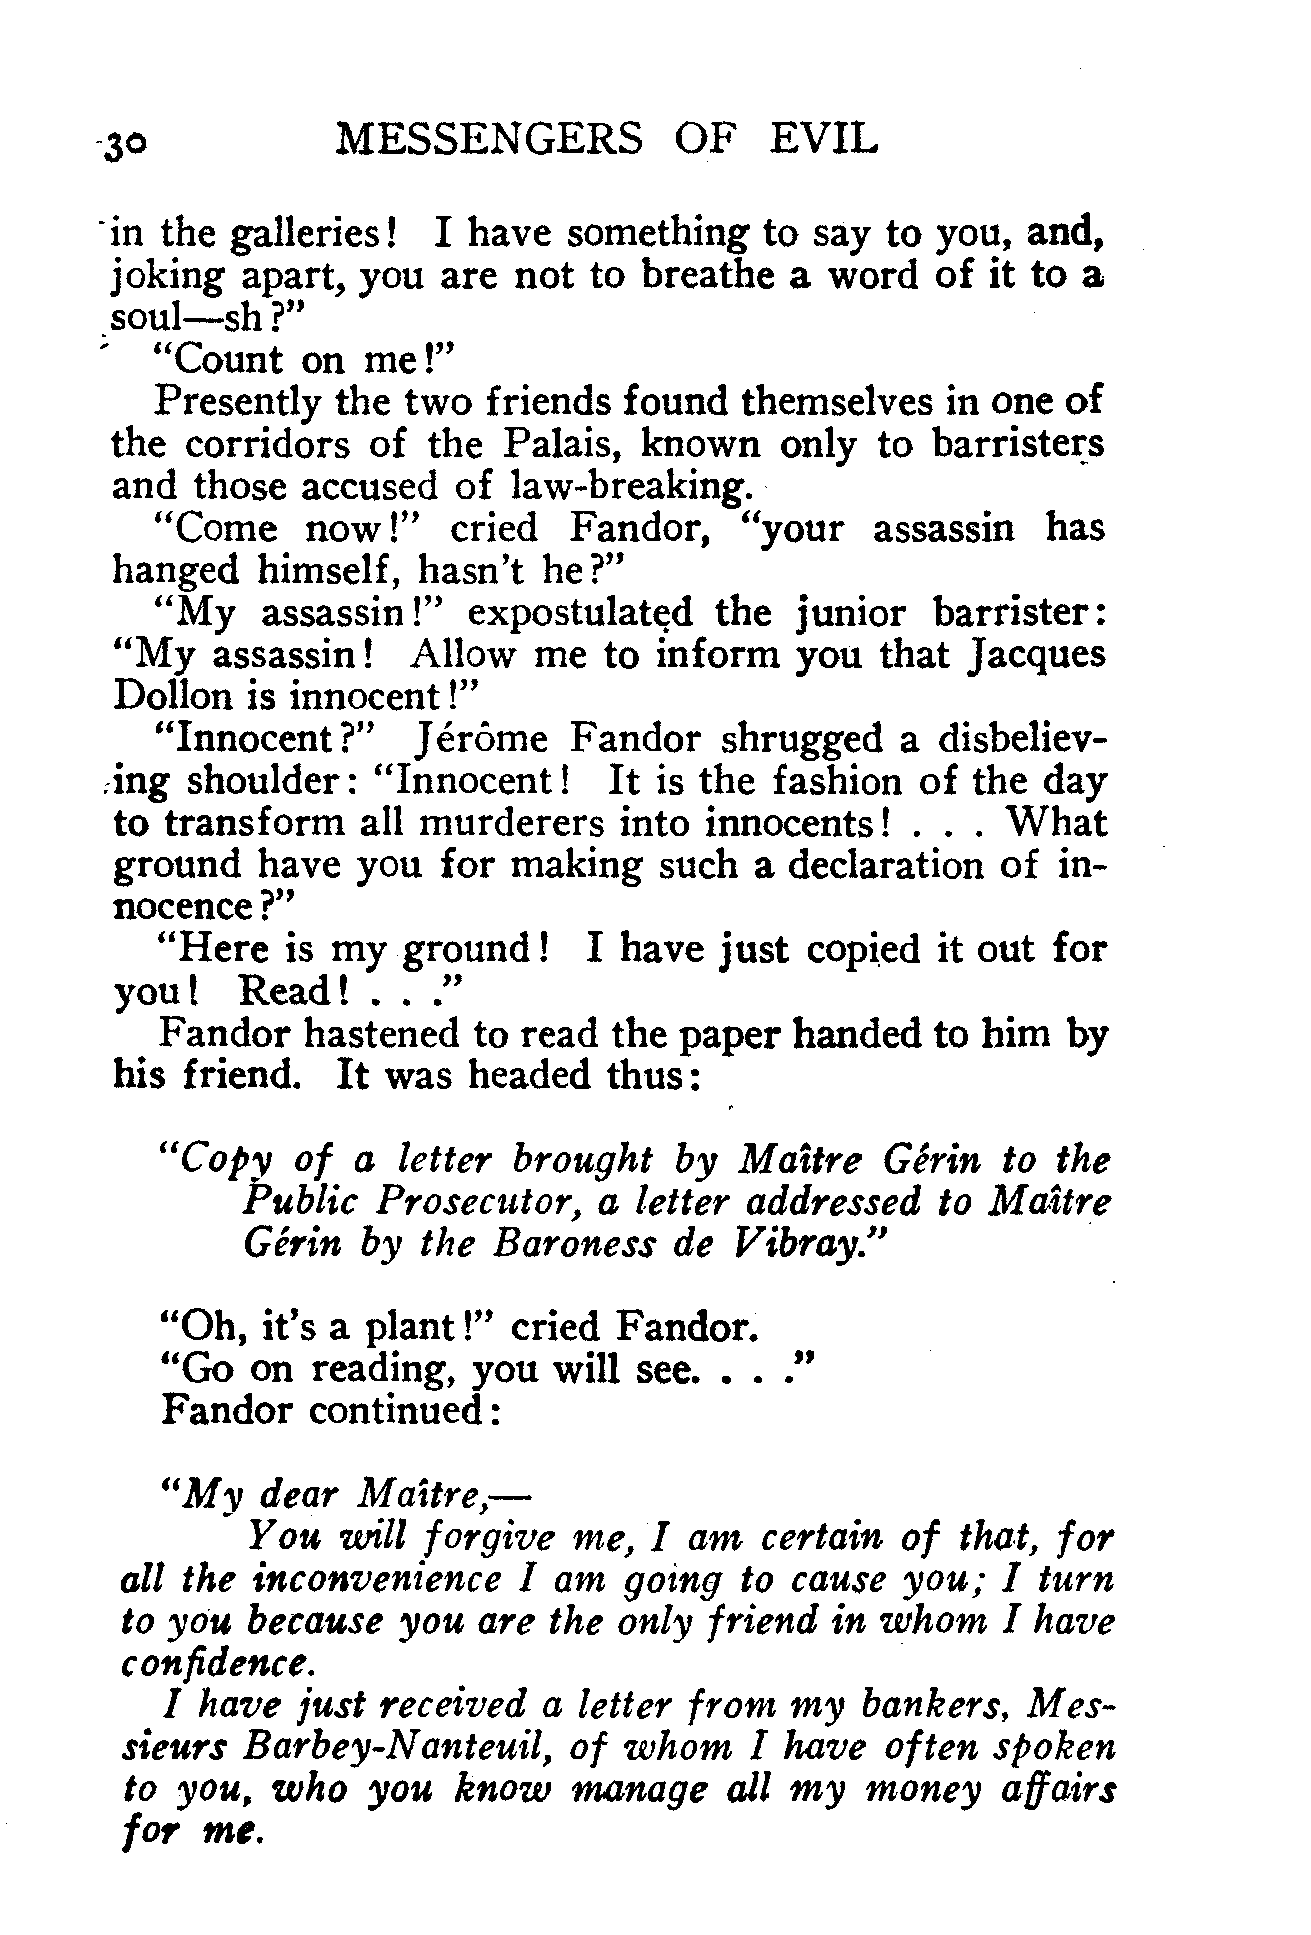 30 MESSENGERS OF EVIL
in the galleries! I have something to say to you, and,
joking apart, you are not to breathe a word of it to a
soul—sh?”
“Count on me!”
Presently the two friends found themselves in one of
the corridors of the Palais, known only to barristers
and those accused of law-breaking.
“Come now!” cried Fandor, “your assassin has
hanged himself, hasn’t he?”
“My assassin!” expostulated the junior barrister:
“My assassin! Allow me to inform you that Jacques
Dollon is innocent!”
“Innocent?” Jérôme Fandor shrugged a disbeliev-
ing shoulder: “Innocent! It is the fashion of the day
to transform all murderers into innocents! . . . What
ground have you for making such a declaration of in-
nocence?”
“Here is my ground! I have just copied it out for
you! Read! . . .”
Fandor hastened to read the paper handed to him by
his friend. It was headed thus:
“Copy of a letter brought by Maître Gérin to the
Public Prosecutor, a letter addressed to Maître
Gérin by the Baroness de Vibray.”
“Oh, it’s a plant!” cried Fandor.
“Go on reading, you will see. . . .”
Fandor continued:
“My dear Maître,—
You will forgive me, I am certain of that, for
all the inconvenience I am going to cause you; I turn
to you because you are the only friend in whom I have
confidence.
I have just received a letter from my bankers, Mes-
sieurs Barbey-Nanteuil, of whom I have often spoken
to you, who you know manage all my money affairs
for me.